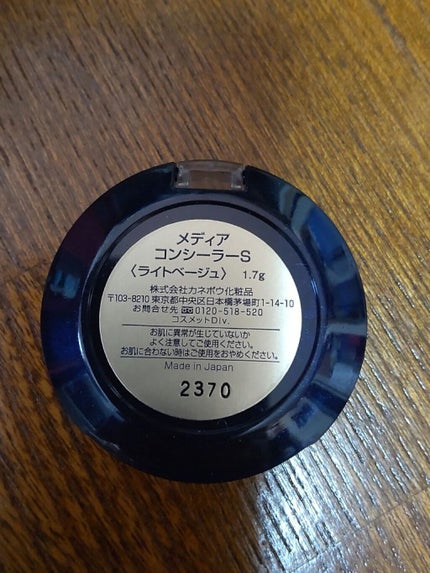 メディア
コンシーラーS
〈ライトベージュ〉 1.7g
株式会社カネボウ化粧品
〒103-8210 東京都中央区日本橋茅場町1-14-10
お問合せ先 0120-518-520
コスメットDiv.
お肌に異常が生じていないか
よく注意してご使用ください。
お肌に合わない時はご使用をおやめください。
Made in Japan
2370